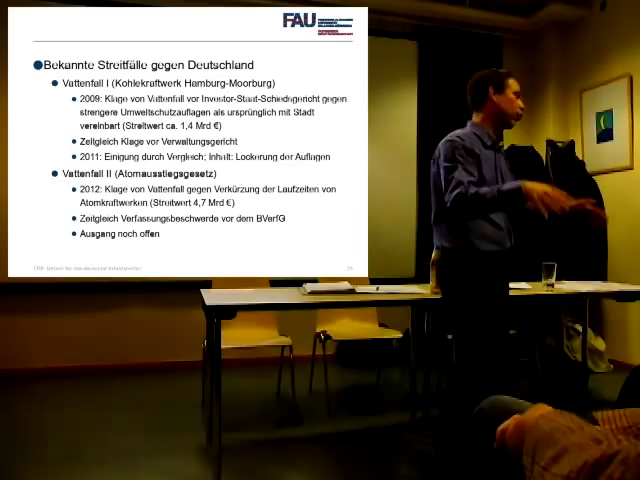 FAU
Bekannte Streitfälle gegen Deutschland
Vattenfall I (Kohlekraftwerk Hamburg-Moorburg)
2009: Klage von Vattenfall vor Investor-Staat-Schiedsgericht gegen
strengere Umweltschutzauflagen als ursprünglich mit Stadt
vereinbart (Streitwert ca. 1,4 Mrd €)
Zeitgleich Klage vor Verwaltungsgericht
2011: Einigung durch Vergleich; Inhalt: Lockerung der Auflagen
Vattenfall II (Atomausstiegsgesetz)
2012: Klage von Vattenfall gegen Verkürzung der Laufzeiten von
Atomkraftwerken (Streitwert 4,7 Mrd €)
Zeitgleich Verfassungsbeschwerde vor dem BVerfG
Ausgang noch offen